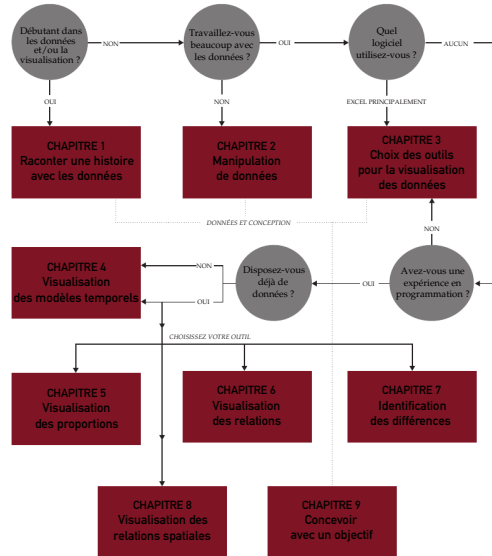 Débutant dans
les données
et/ou la
visualisation ?
NON
Travaillez-vous
beaucoup avec
les données ?
OUI
Quel
logiciel
utilisez-vous ?
AUCUN
OUI
NON
EXCEL PRINCIPALEMENT
CHAPITRE 1
Raconter une histoire
avec les données
CHAPITRE 2
Manipulation
de données
CHAPITRE 3
Choix des outils
pour la visualisation
des données
DONNÉES ET CONCEPTION
NON
CHAPITRE 4
Visualisation
des modèles temporels
NON
OUI
Disposez-vous
déjà de
données ?
OUI
Avez-vous une
expérience en
programmation ?
CHOISISSEZ VOTRE OUTIL
CHAPITRE 5
Visualisation
des proportions
CHAPITRE 6
Visualisation
des relations
CHAPITRE 7
Identification
des différences
CHAPITRE 8
Visualisation des
relations spatiales
CHAPITRE 9
Concevoir
avec un objectif